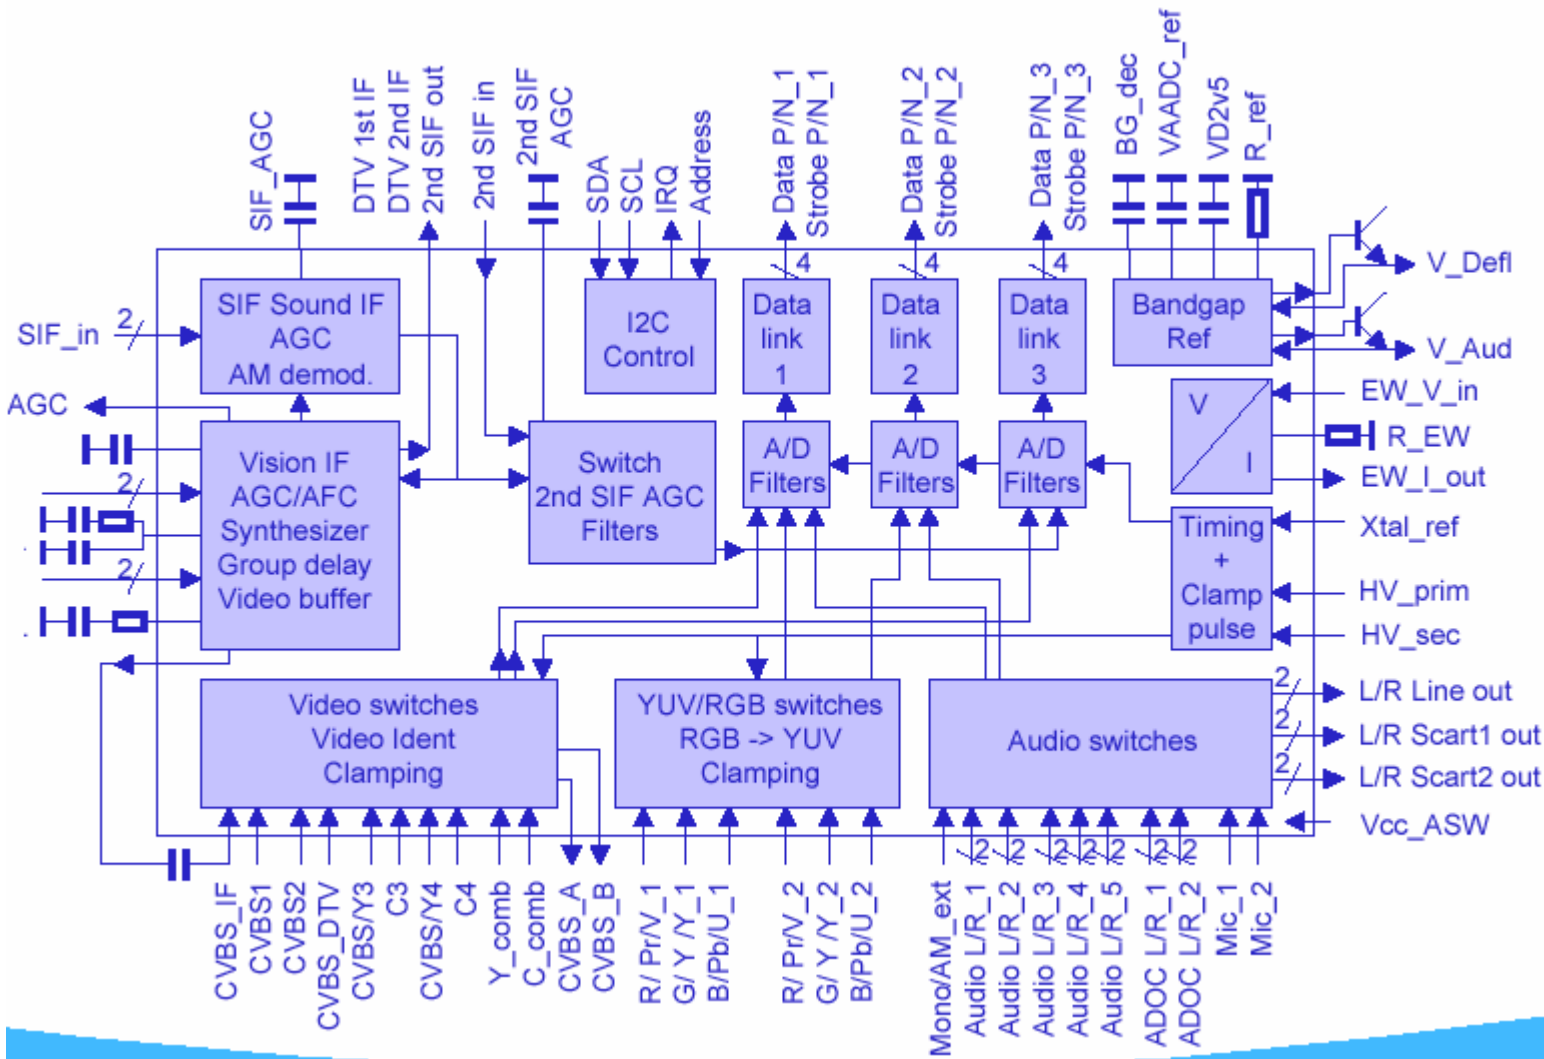 SIF_AGC
DTV 1st IF
DTV 2nd IF
2nd SIF out
2nd SIF in
2nd SIF
AGC
SDA
SCL
IRQ
Address
Data P/N_1
Strobe P/N_1
Data P/N_2
Strobe P/N_2
Data P/N_3
Strobe P/N_3
BG_dec
VAADC_ref
VD2v5
R_ref
4
4
4
SIF_in
2
SIF Sound IF
AGC
AM demod.
I2C
Control
Data
link
1
Data
link
2
Data
link
3
Bandgap
Ref
V_Defl
V_Aud
AGC
2
2
Vision IF
AGC/AFC
Synthesizer
Group delay
Video buffer
Switch
2nd SIF AGC
Filters
A/D
Filters
A/D
Filters
A/D
Filters
V
I
EW_V_in
R_EW
EW_I_out
Timing
+
Clamp
pulse
Xtal_ref
HV_prim
HV_sec
Video switches
Video Ident
Clamping
YUV/RGB switches
RGB -> YUV
Clamping
Audio switches
2
L/R Line out
2
L/R Scart1 out
2
L/R Scart2 out
Vcc_ASW
2
2
2
2
2
2
2
CVBS_IF
CVBS1
CVBS2
CVBS_DTV
CVBS/Y3
C3
CVBS/Y4
C4
Y_comb
C_comb
CVBS_A
CVBS_B
R/ Pr/V_1
G/ Y /Y_1
B/Pb/U_1
R/ Pr/V_2
G/ Y /Y_2
B/Pb/U_2
Mono/AM_ext
Audio L/R_1
Audio L/R_2
Audio L/R_3
Audio L/R_4
Audio L/R_5
ADOC L/R_1
ADOC L/R_2
Mic_1
Mic_2